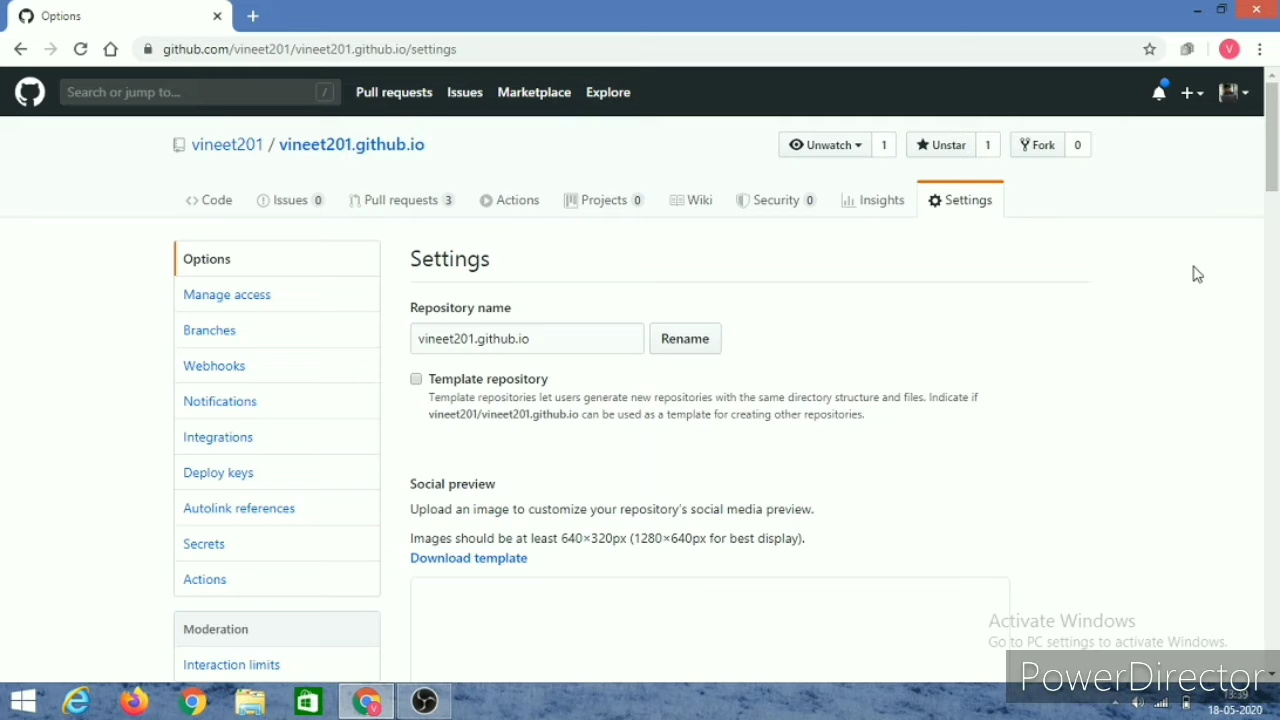 Options
github.com/vineet201/vineet201.github.io/settings
V
Search or jump to... /
Pull requests Issues Marketplace Explore
vineet201 / vineet201.github.io
Unwatch 1 Unstar 1 Fork 0
Code Issues 0 Pull requests 3 Actions Projects 0 Wiki Security 0 Insights Settings
Options
Manage access
Branches
Webhooks
Notifications
Integrations
Deploy keys
Autolink references
Secrets
Actions
Moderation
Interaction limits
Settings
Repository name
vineet201.github.io Rename
Template repository
Template repositories let users generate new repositories with the same directory structure and files. Indicate if
vineet201/vineet201.github.io can be used as a template for creating other repositories.
Social preview
Upload an image to customize your repository's social media preview.
Images should be at least 640×320px (1280×640px for best display).
Download template
Activate Windows
Go to PC settings to activate Windows.
PowerDirector
13:39
18-05-2020